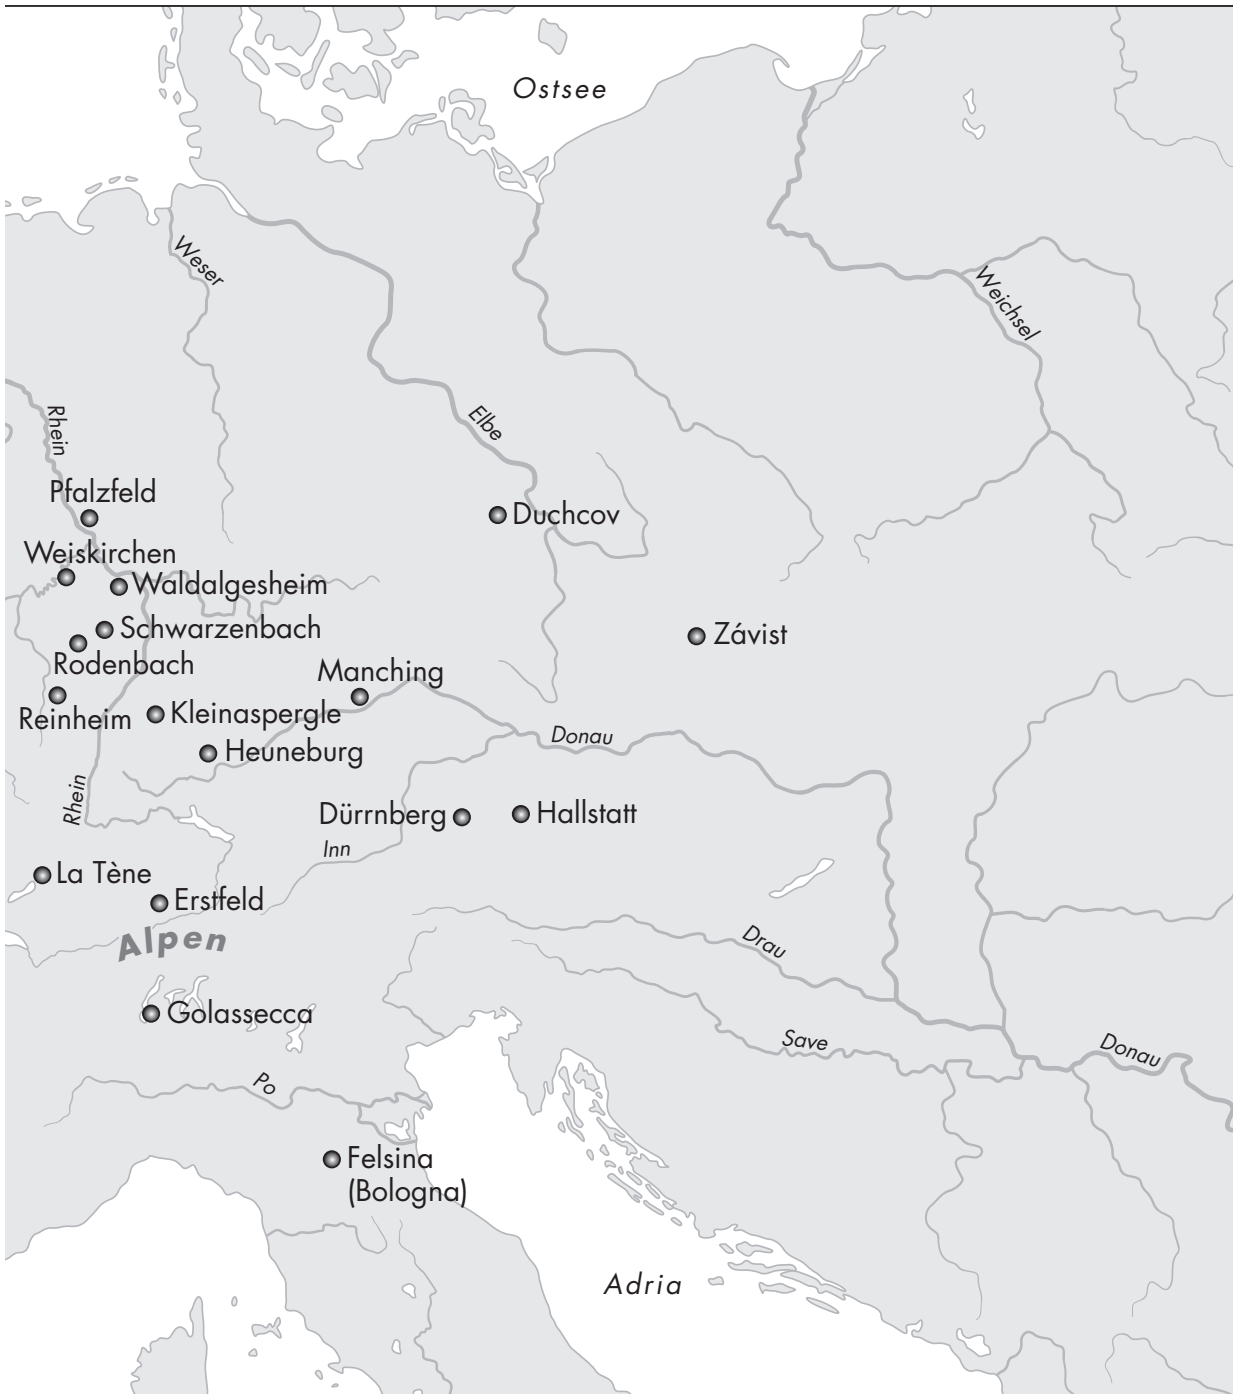 Ostsee
Weser
Weichsel
Rhein
Elbe
Pfalzfeld
Duchcov
Weiskirchen
Waldalgesheim
Schwarzenbach
Závist
Rodenbach
Manching
Reinheim
Kleinaspergle
Donau
Heuneburg
Rhein
Dürrnberg
Hallstatt
Inn
La Tène
Erstfeld
Alpen
Drau
Golassecca
Save
Donau
Po
Felsina
(Bologna)
Adria